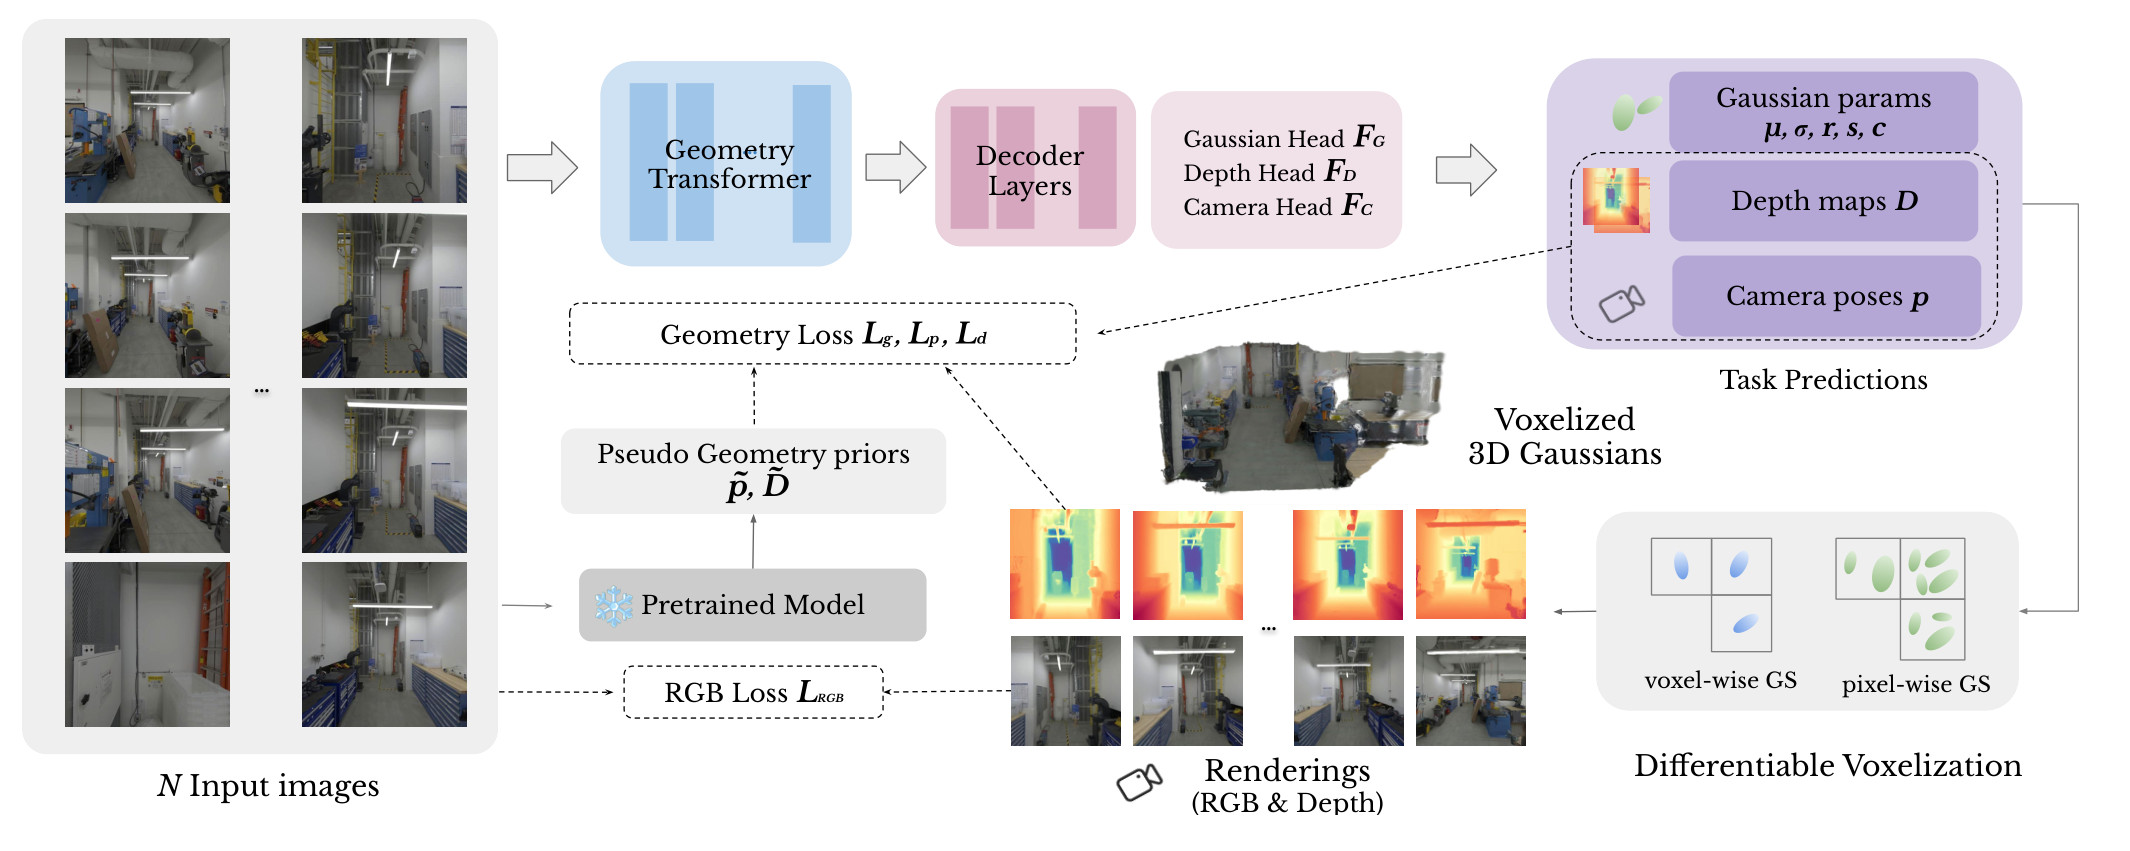 Geometry
Transformer
Decoder
Layers
Gaussian Head F_G
Depth Head F_D
Camera Head F_C
Gaussian params
μ, σ, r, s, c
Depth maps D
Camera poses p
Task Predictions
Geometry Loss L_g, L_p, L_d
Pseudo Geometry priors
p̃, D̃
Pretrained Model
RGB Loss L_RGB
...
N Input images
Voxelized
3D Gaussians
...
Renderings
(RGB & Depth)
voxel-wise GS
pixel-wise GS
Differentiable Voxelization